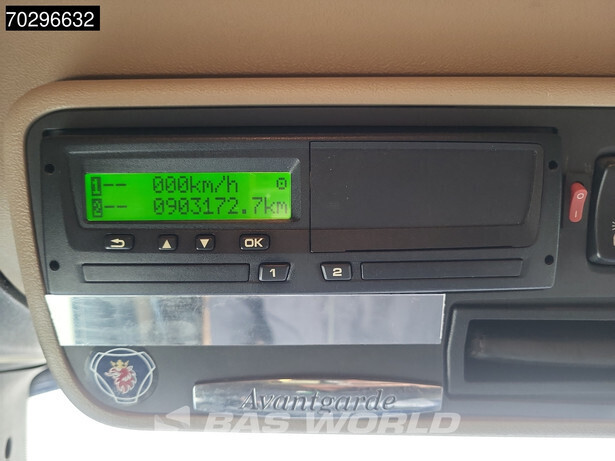 70296632
1-- 000km/h
2-- 0903172.7km
OK
1 2
Avantgarde
BAS WORLD